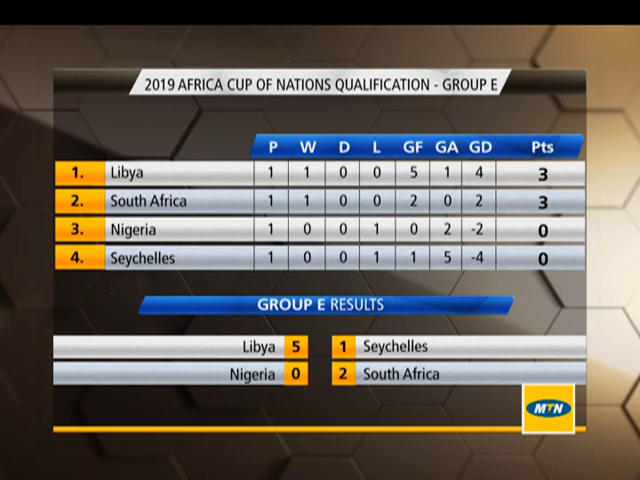 2019 AFRICA CUP OF NATIONS QUALIFICATION - GROUP E
P W D L GF GA GD Pts
1. Libya 1 1 0 0 5 1 4 3
2. South Africa 1 1 0 0 2 0 2 3
3. Nigeria 1 0 0 1 0 2 -2 0
4. Seychelles 1 0 0 1 1 5 -4 0
GROUP E RESULTS
Libya 5 1 Seychelles
Nigeria 0 2 South Africa
MTN